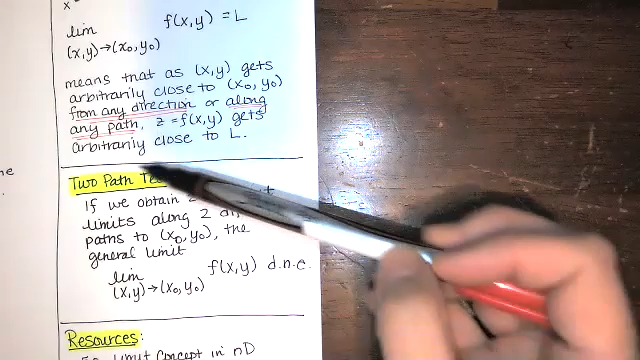 x
lim f(x,y) = L
(x,y)→(x₀,y₀)
means that as (x,y) gets
arbitrarily close to (x₀,y₀)
from any direction or along
any path, z = f(x,y) gets
arbitrarily close to L.
ne
Two Path Te
If we obtain
limits along 2
paths to (x₀,y₀), the
general limit
lim f(x,y) d.n.e.
(x,y)→(x₀,y₀)
Resources:
Limit Concept in nD